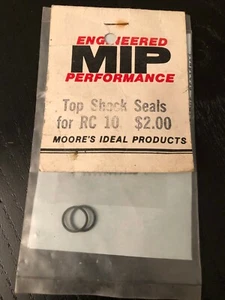 ENGINEERED
MIP
PERFORMANCE
Top Shock Seals
for RC 10 $2.00
MOORE'S IDEAL PRODUCTS